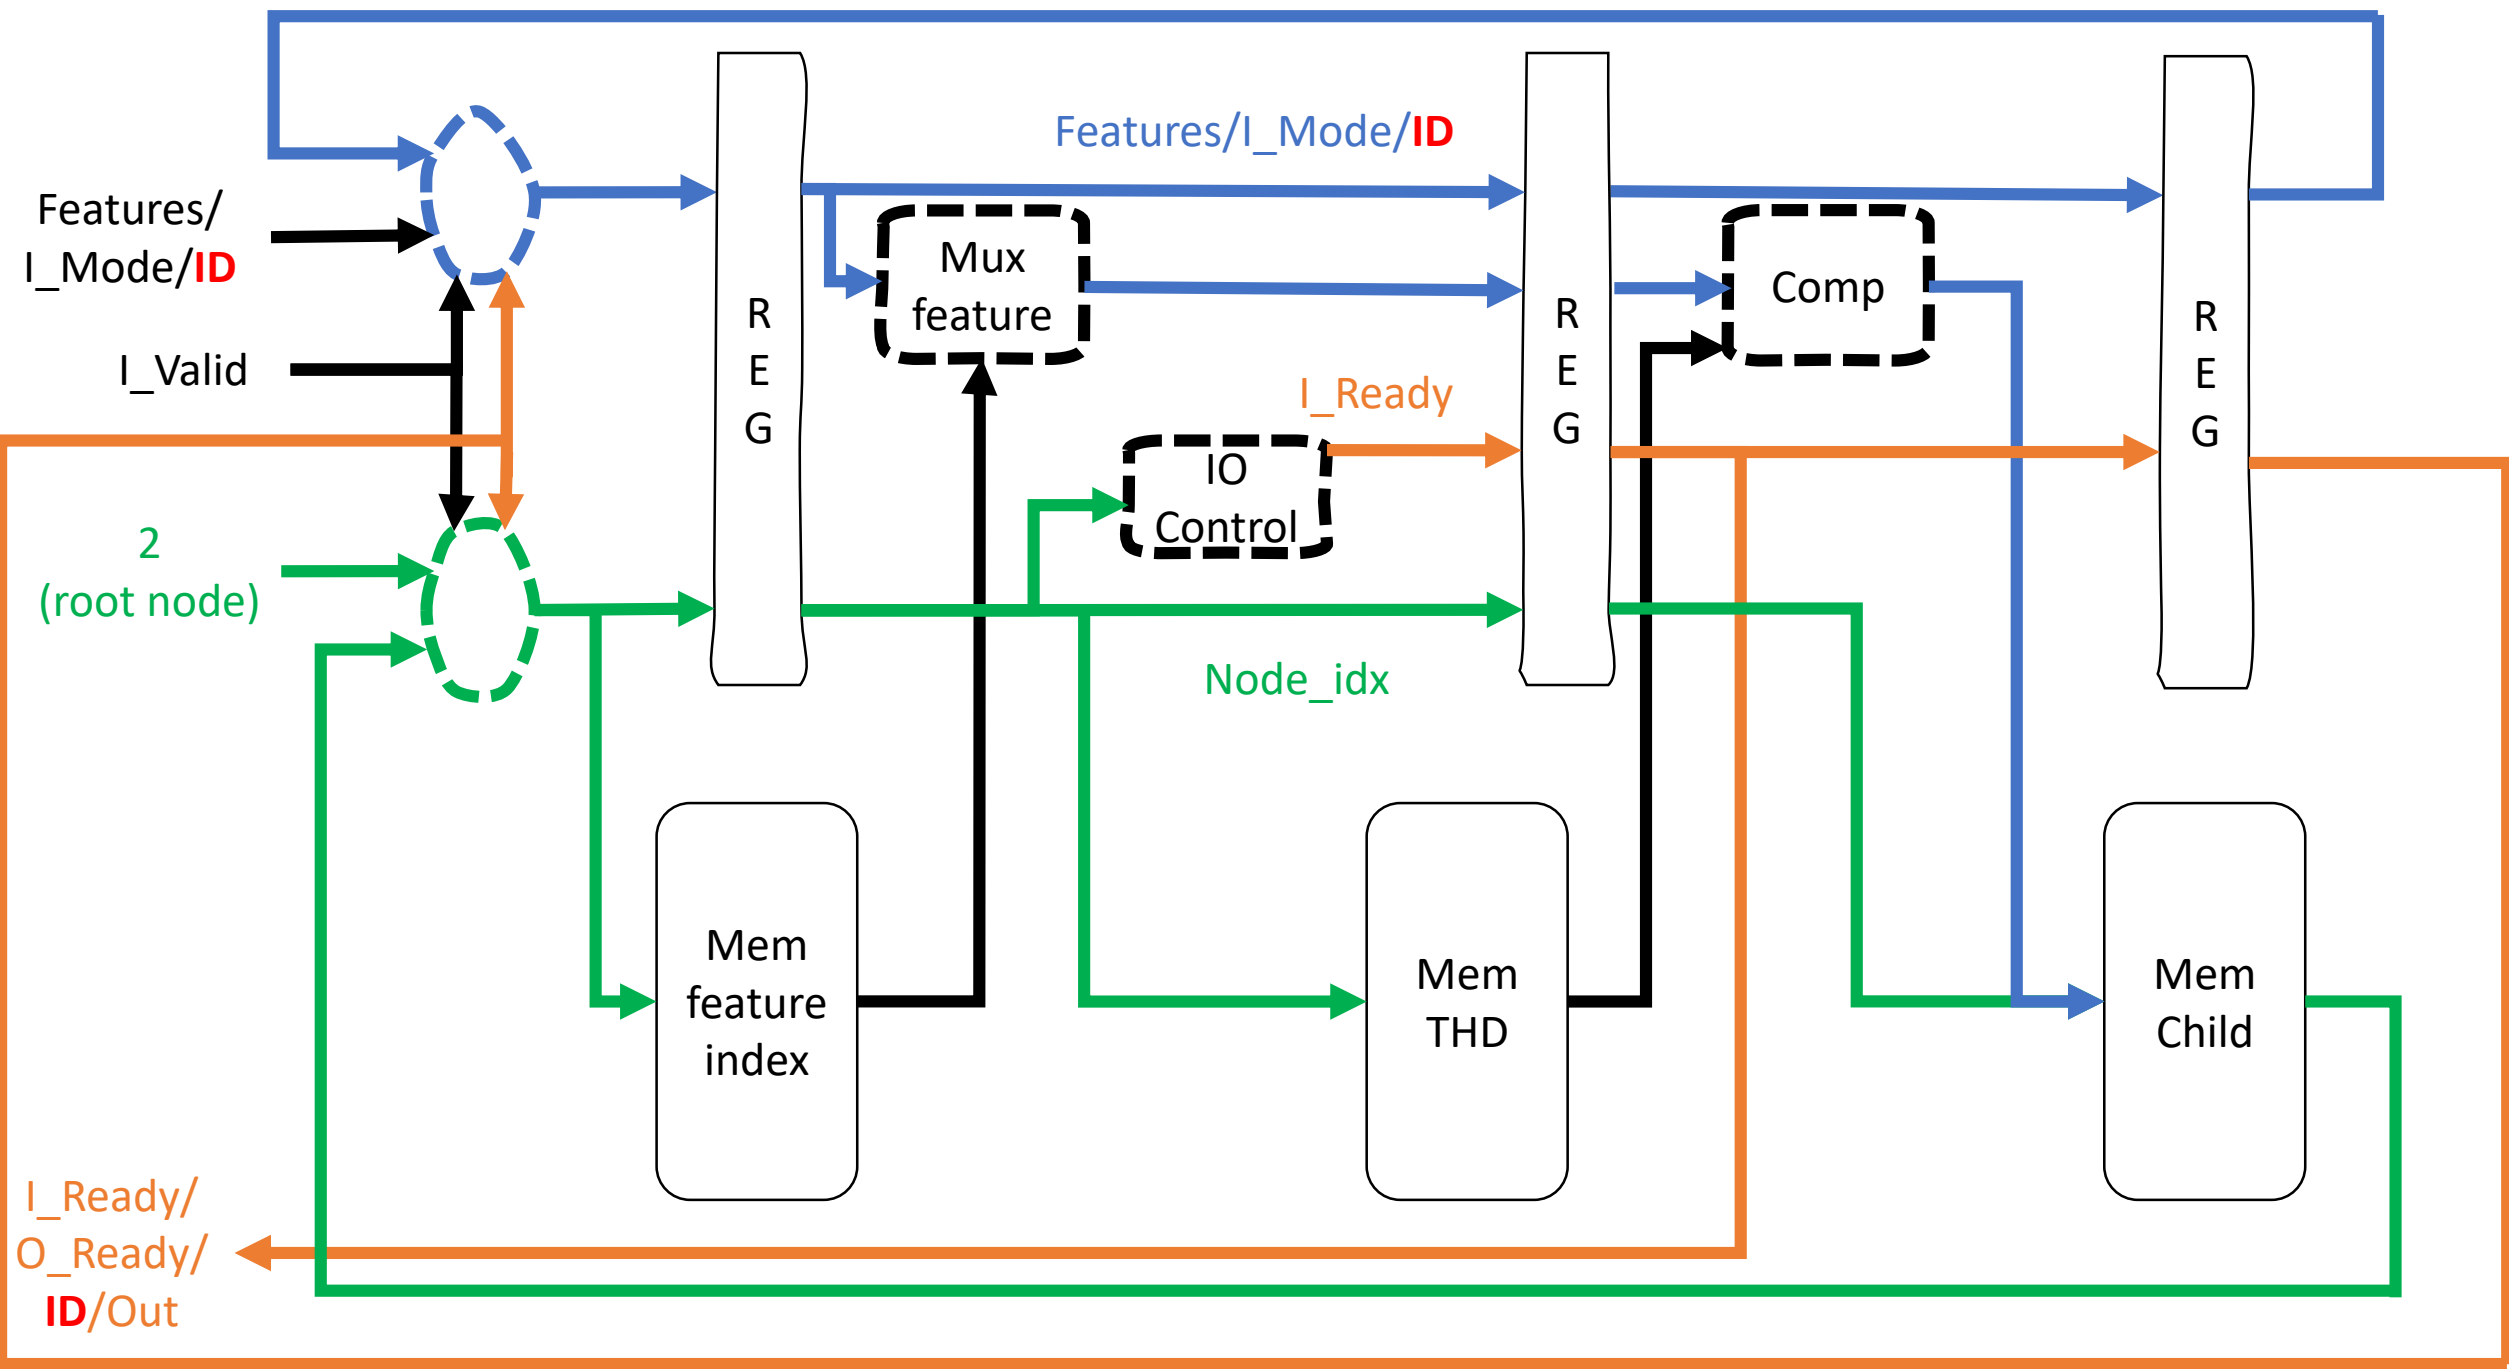 Features/I_Mode/ID
Features/
I_Mode/ID
Mux
feature
Comp
R
E
G
R
E
G
R
E
G
I_Valid
I_Ready
IO
Control
2
(root node)
Node_idx
Mem
feature
index
Mem
THD
Mem
Child
I_Ready/
O_Ready/
ID/Out